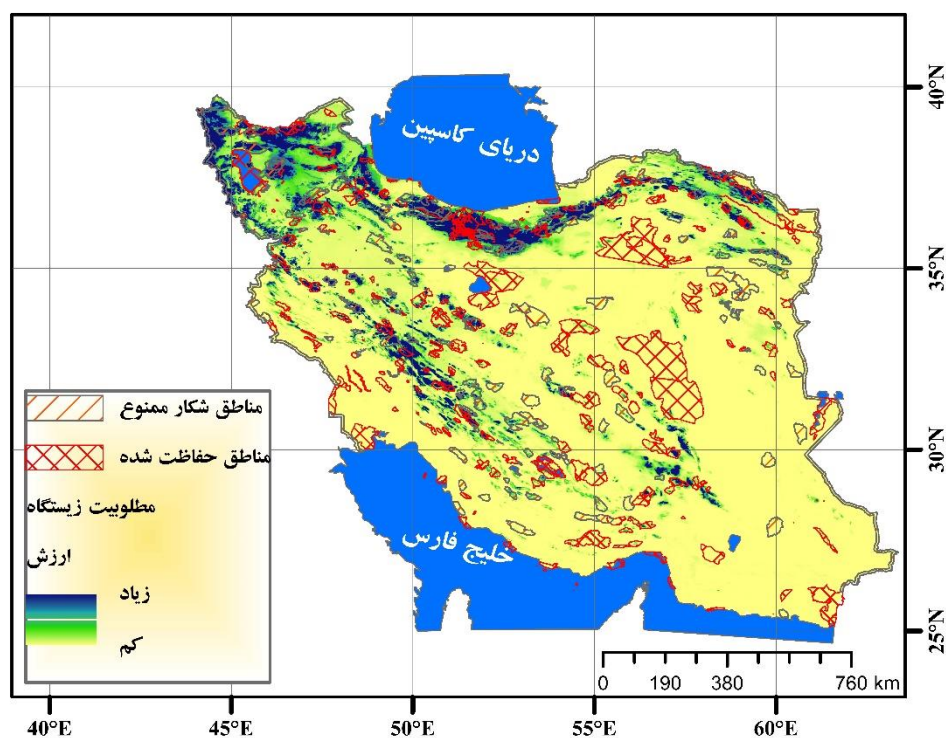 دریای کاسپین
خلیج فارس
مناطق شکار ممنوع
مناطق حفاظت شده
مطلوبیت زیستگاه
ارزش
زیاد
کم
40°N
35°N
30°N
25°N
0 190 380 760 km
40°E 45°E 50°E 55°E 60°E